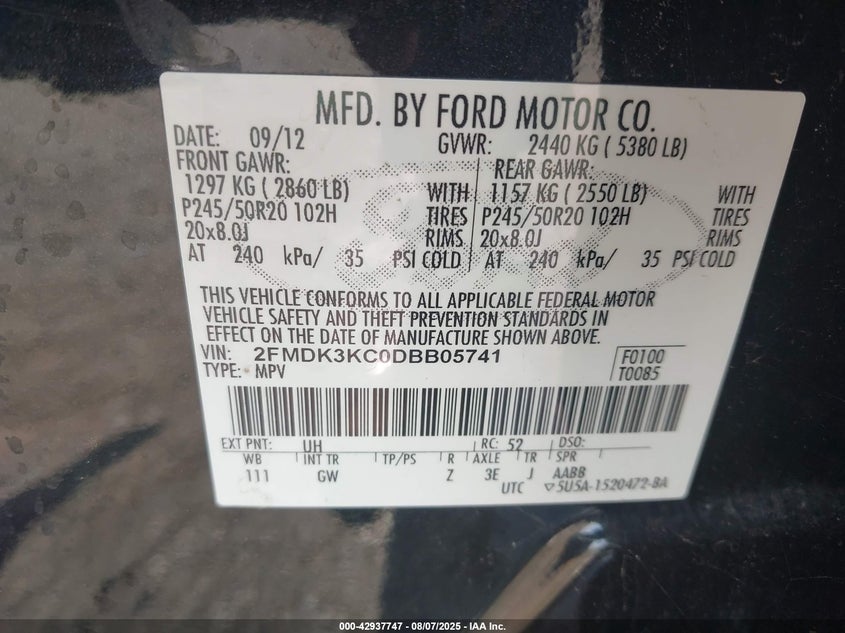 MFD. BY FORD MOTOR CO.
DATE: 09/12 GVWR: 2440 KG ( 5380 LB)
FRONT GAWR: REAR GAWR:
1297 KG ( 2860 LB) WITH 1157 KG ( 2550 LB) WITH
P245/50R20 102H TIRES P245/50R20 102H TIRES
20x8.0J RIMS 20x8.0J RIMS
AT 240 kPa/ 35 PSI COLD AT 240 kPa/ 35 PSI COLD
THIS VEHICLE CONFORMS TO ALL APPLICABLE FEDERAL MOTOR
VEHICLE SAFETY AND THEFT PREVENTION STANDARDS IN
EFFECT ON THE DATE OF MANUFACTURE SHOWN ABOVE.
VIN: 2FMDK3KC0DBB05741 F0100
TYPE: MPV T0085
EXT PNT: UH RC: 52 DSO:
WB INT TR TP/PS R AXLE TR SPR
111 GW Z 3E J AABB
UTC ▽5U5A-1520472-BA
000-42937747 - 08/07/2025 - IAA Inc.